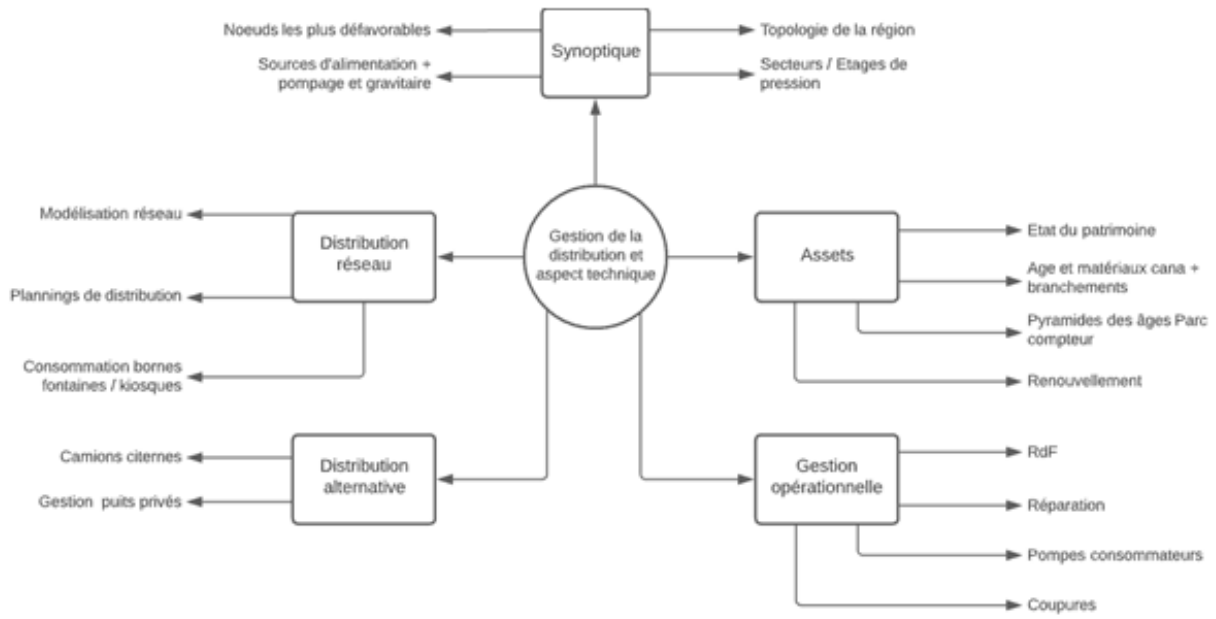 Noeuds les plus défavorables
Sources d'alimentation +
pompage et gravitaire
Synoptique
Topologie de la région
Secteurs / Etages de
pression
Modélisation réseau
Plannings de distribution
Consommation bornes
fontaines / kiosques
Distribution
réseau
Gestion de la
distribution et
aspect technique
Assets
Etat du patrimoine
Age et matériaux cana +
branchements
Pyramides des âges Parc
compteur
Renouvellement
Camions citernes
Gestion puits privés
Distribution
alternative
Gestion
opérationnelle
RdF
Réparation
Pompes consommateurs
Coupures